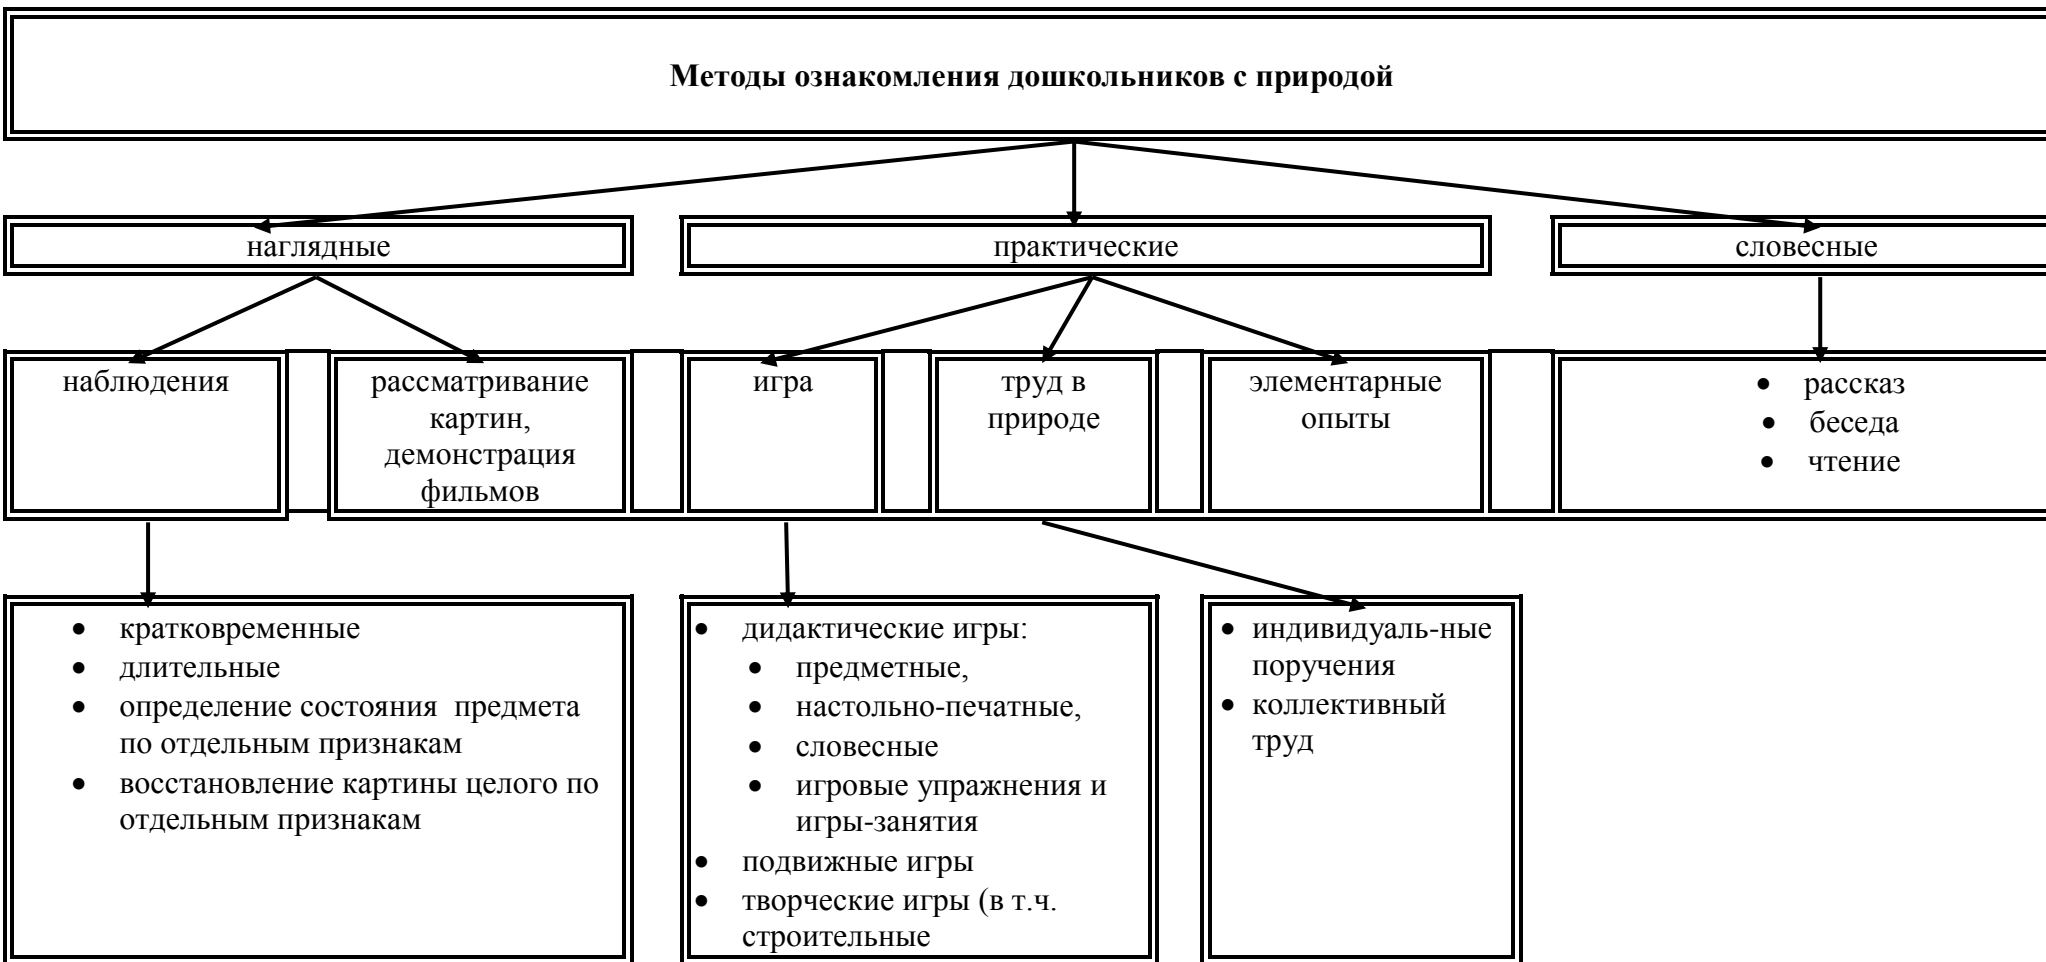 Методы ознакомления дошкольников с природой
наглядные
практические
словесные
наблюдения
рассматривание
картин,
демонстрация
фильмов
игра
труд в
природе
элементарные
опыты
• рассказ
• беседа
• чтение
• кратковременные
• длительные
• определение состояния предмета
по отдельным признакам
• восстановление картины целого по
отдельным признакам
• дидактические игры:
• предметные,
• настольно-печатные,
• словесные
• игровые упражнения и
игры-занятия
• подвижные игры
• творческие игры (в т.ч.
строительные
• индивидуаль-ные
поручения
• коллективный
труд